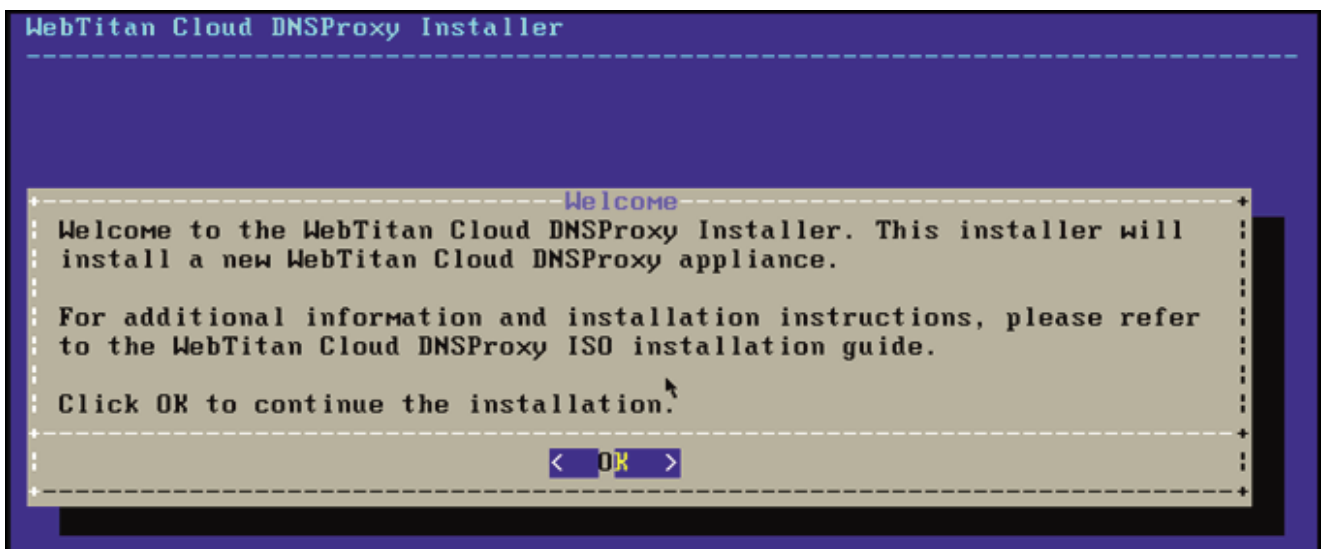 WebTitan Cloud DNSProxy Installer
Welcome
Welcome to the WebTitan Cloud DNSProxy Installer. This installer will
install a new WebTitan Cloud DNSProxy appliance.
For additional information and installation instructions, please refer
to the WebTitan Cloud DNSProxy ISO installation guide.
Click OK to continue the installation.
< OK >